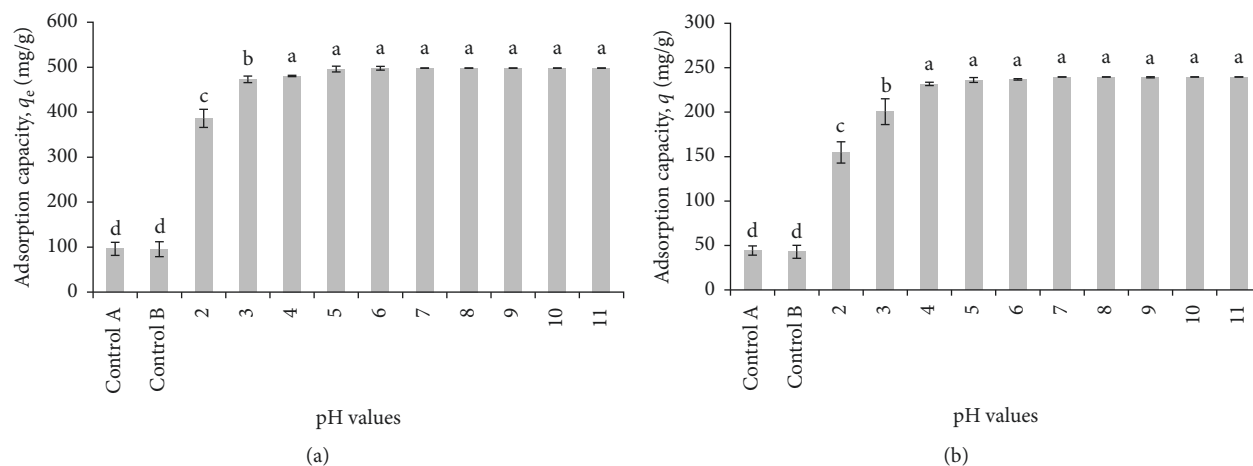 600
500
400
300
200
100
0
Adsorption capacity, qe (mg/g)
d
d
c
b
a
a
a
a
a
a
a
a
Control A
Control B
2
3
4
5
6
7
8
9
10
11
pH values
(a)
300
250
200
150
100
50
0
Adsorption capacity, q (mg/g)
d
d
c
b
a
a
a
a
a
a
a
a
Control A
Control B
2
3
4
5
6
7
8
9
10
11
pH values
(b)